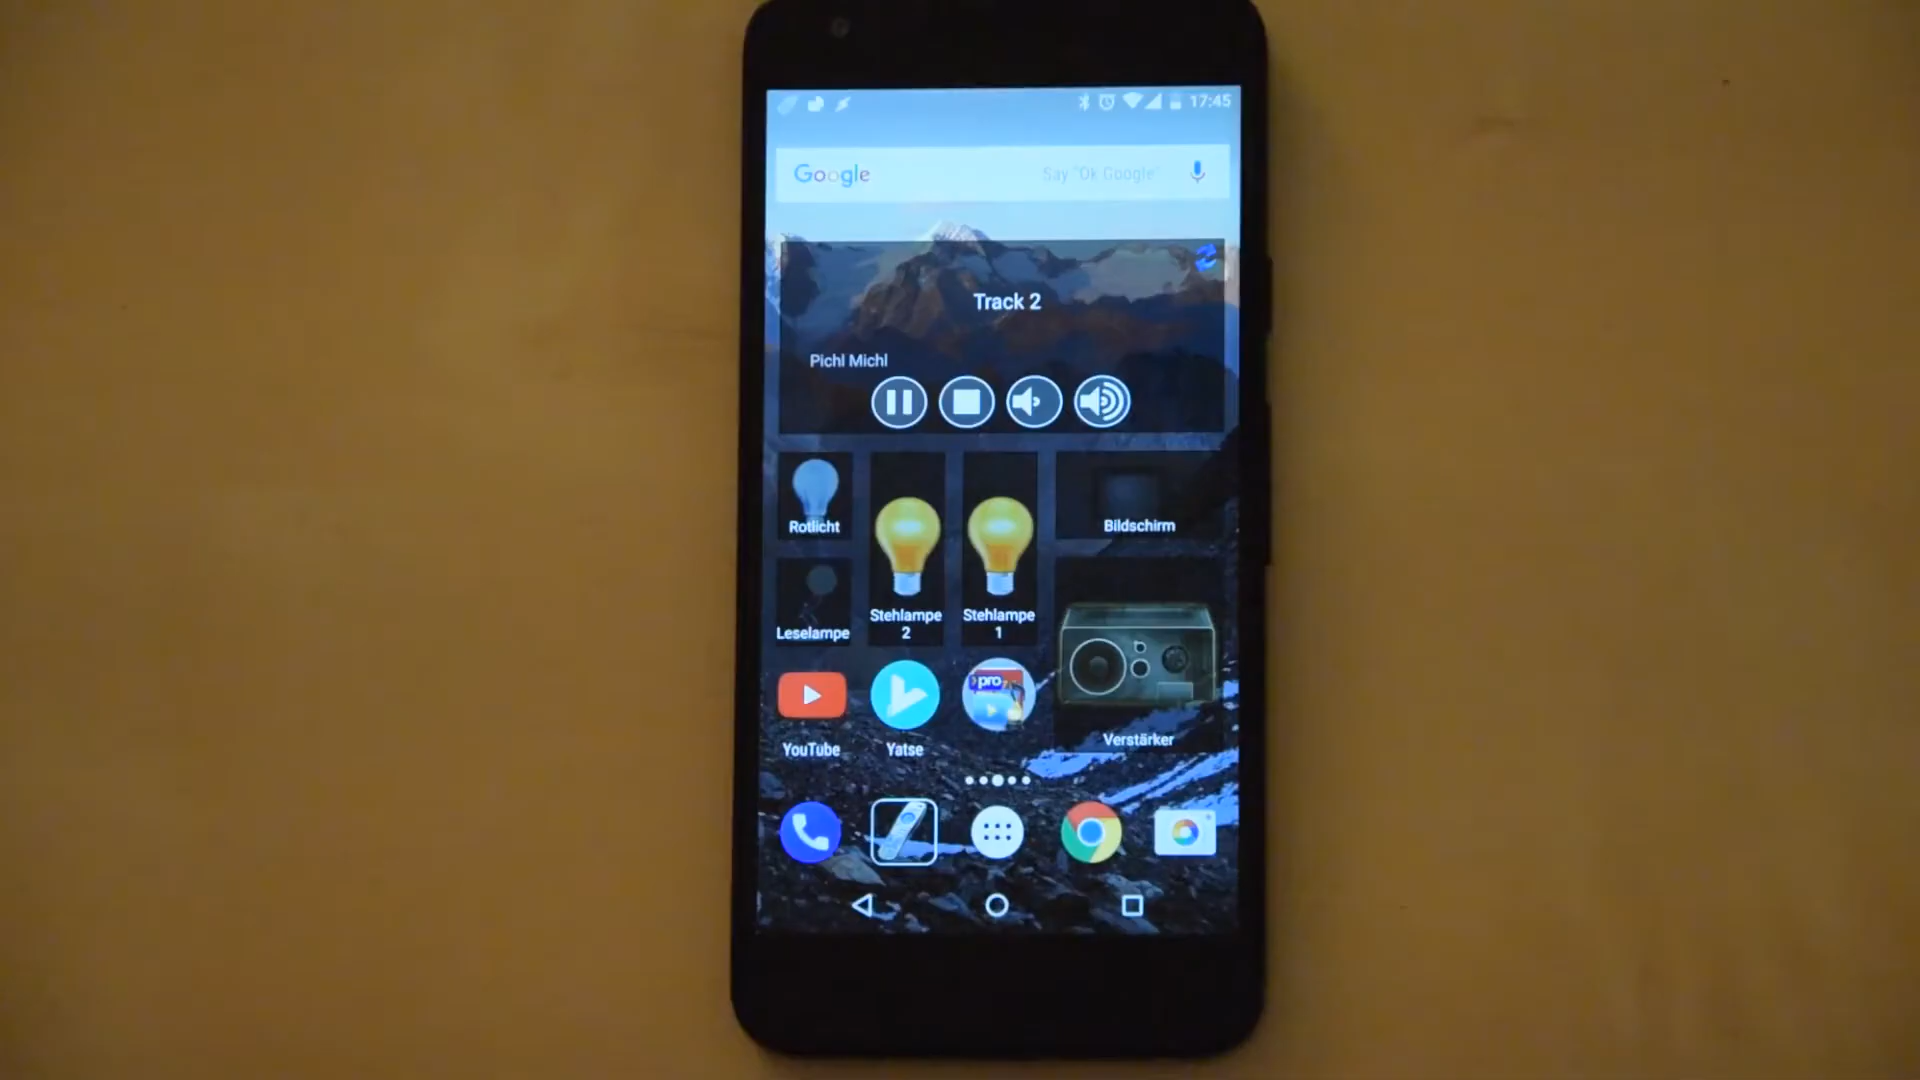 17:45
Google
Say "Ok Google"
Track 2
Pichl Michl
Rotlicht
Bildschirm
Stehlampe
2
Stehlampe
1
Leselampe
pro
YouTube
Yatse
Verstärker